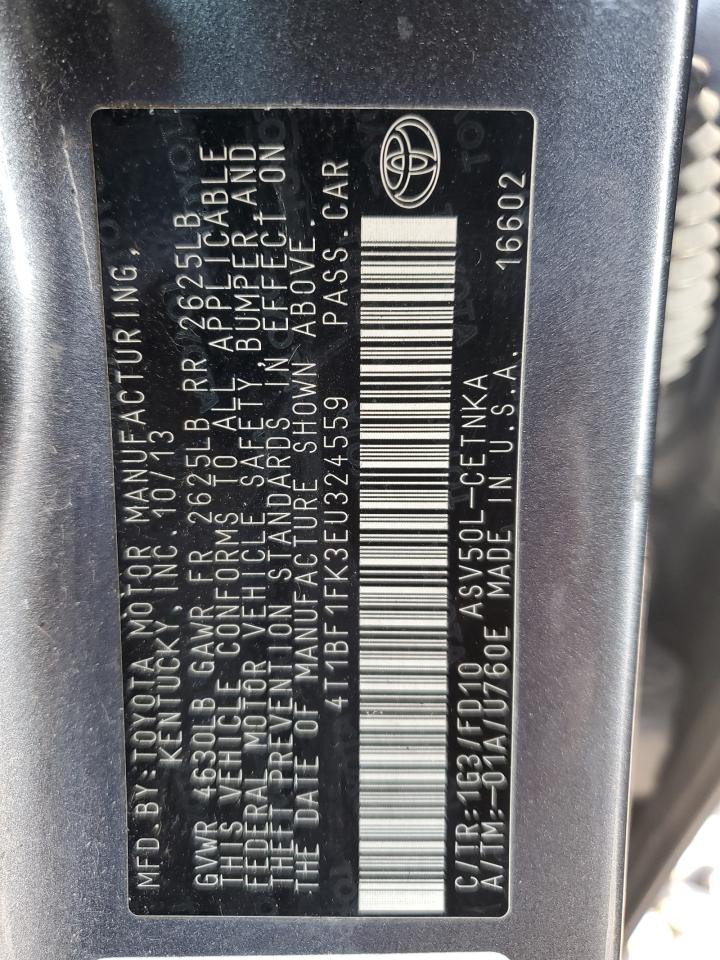 MFD.BY:TOYOTA MOTOR MANUFACTURING,
KENTUCKY, INC. 10/13
GVWR 4630LB GAWR FR 2625LB RR 2625LB
THIS VEHICLE CONFORMS TO ALL APPLICABLE
FEDERAL MOTOR VEHICLE SAFETY, BUMPER, AND
THEFT PREVENTION STANDARDS IN EFFECT ON
THE DATE OF MANUFACTURE SHOWN ABOVE.
4T1BF1FK3EU324559 PASS.CAR
C/TR:1G3/FD10 ASV50L-CETNKA
A/TM:-01A/U760E MADE IN U.S.A. 16602